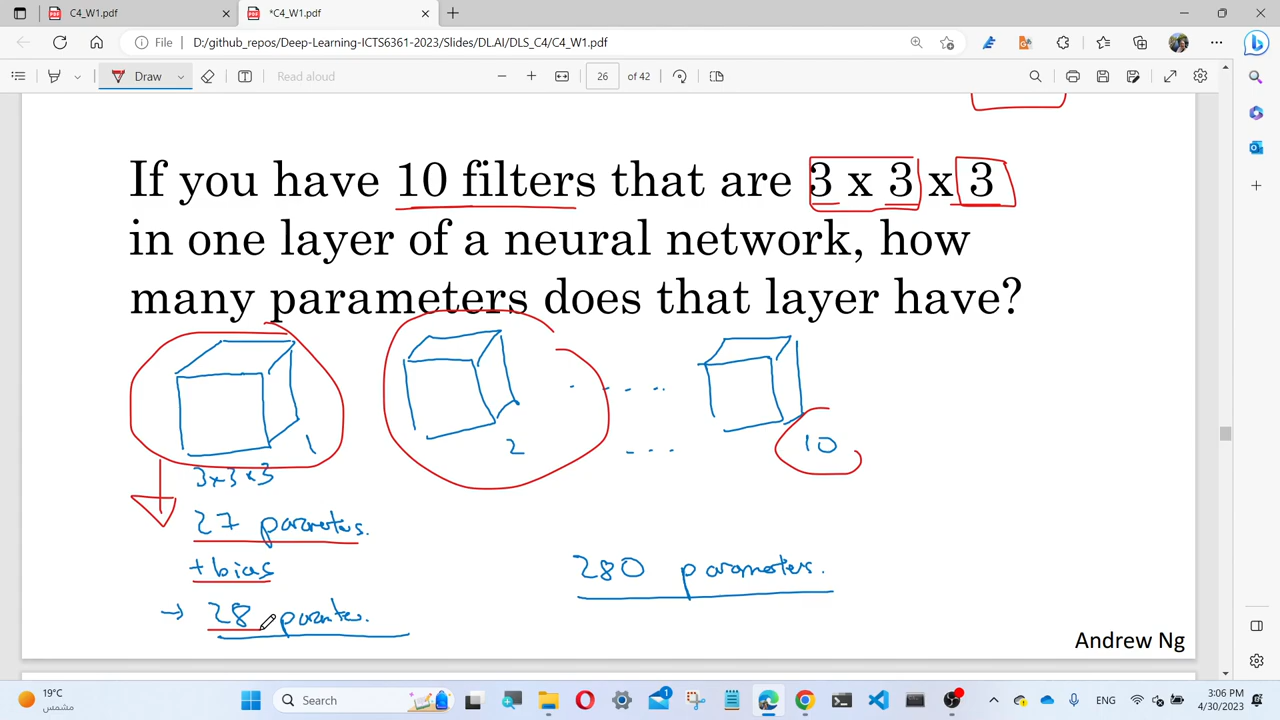 C4_W1.pdf
*C4_W1.pdf
File
D:/github_repos/Deep-Learning-ICTS6361-2023/Slides/DL.AI/DLS_C4/C4_W1.pdf
Draw
Read aloud
26 of 42
If you have 10 filters that are 3 x 3 x 3
in one layer of a neural network, how
many parameters does that layer have?
1
2
10
3x3x3
27 parameters.
+bias
280 parameters.
→ 28 paramters.
Andrew Ng
19°C
مشمس
Search
1
ENG
3:06 PM
4/30/2023